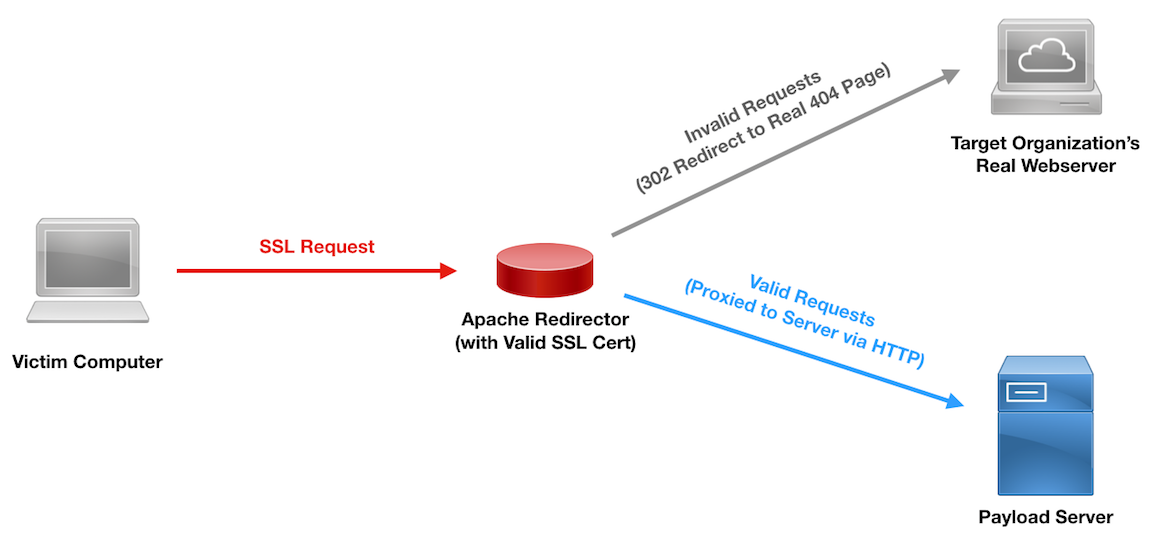 Invalid Requests
(302 Redirect to Real 404 Page)
Target Organization's
Real Webserver
SSL Request
Apache Redirector
(with Valid SSL Cert)
Victim Computer
Valid Requests
(Proxied to Server via HTTP)
Payload Server